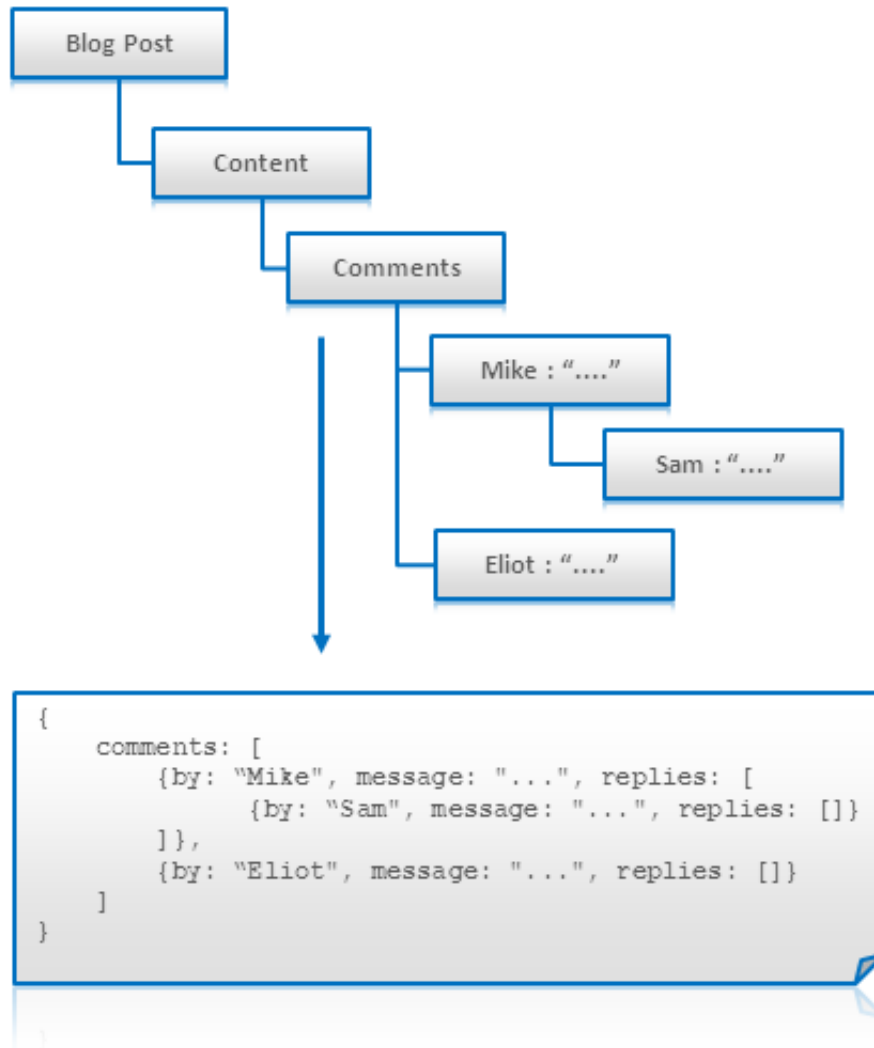 Blog Post
Content
Comments
Mike : “....”
Sam : “....”
Eliot : “....”
{
    comments: [
        {by: “Mike", message: "...", replies: [
              {by: “Sam", message: "...", replies: []}
        ]},
        {by: “Eliot", message: "...", replies: []}
    ]
}